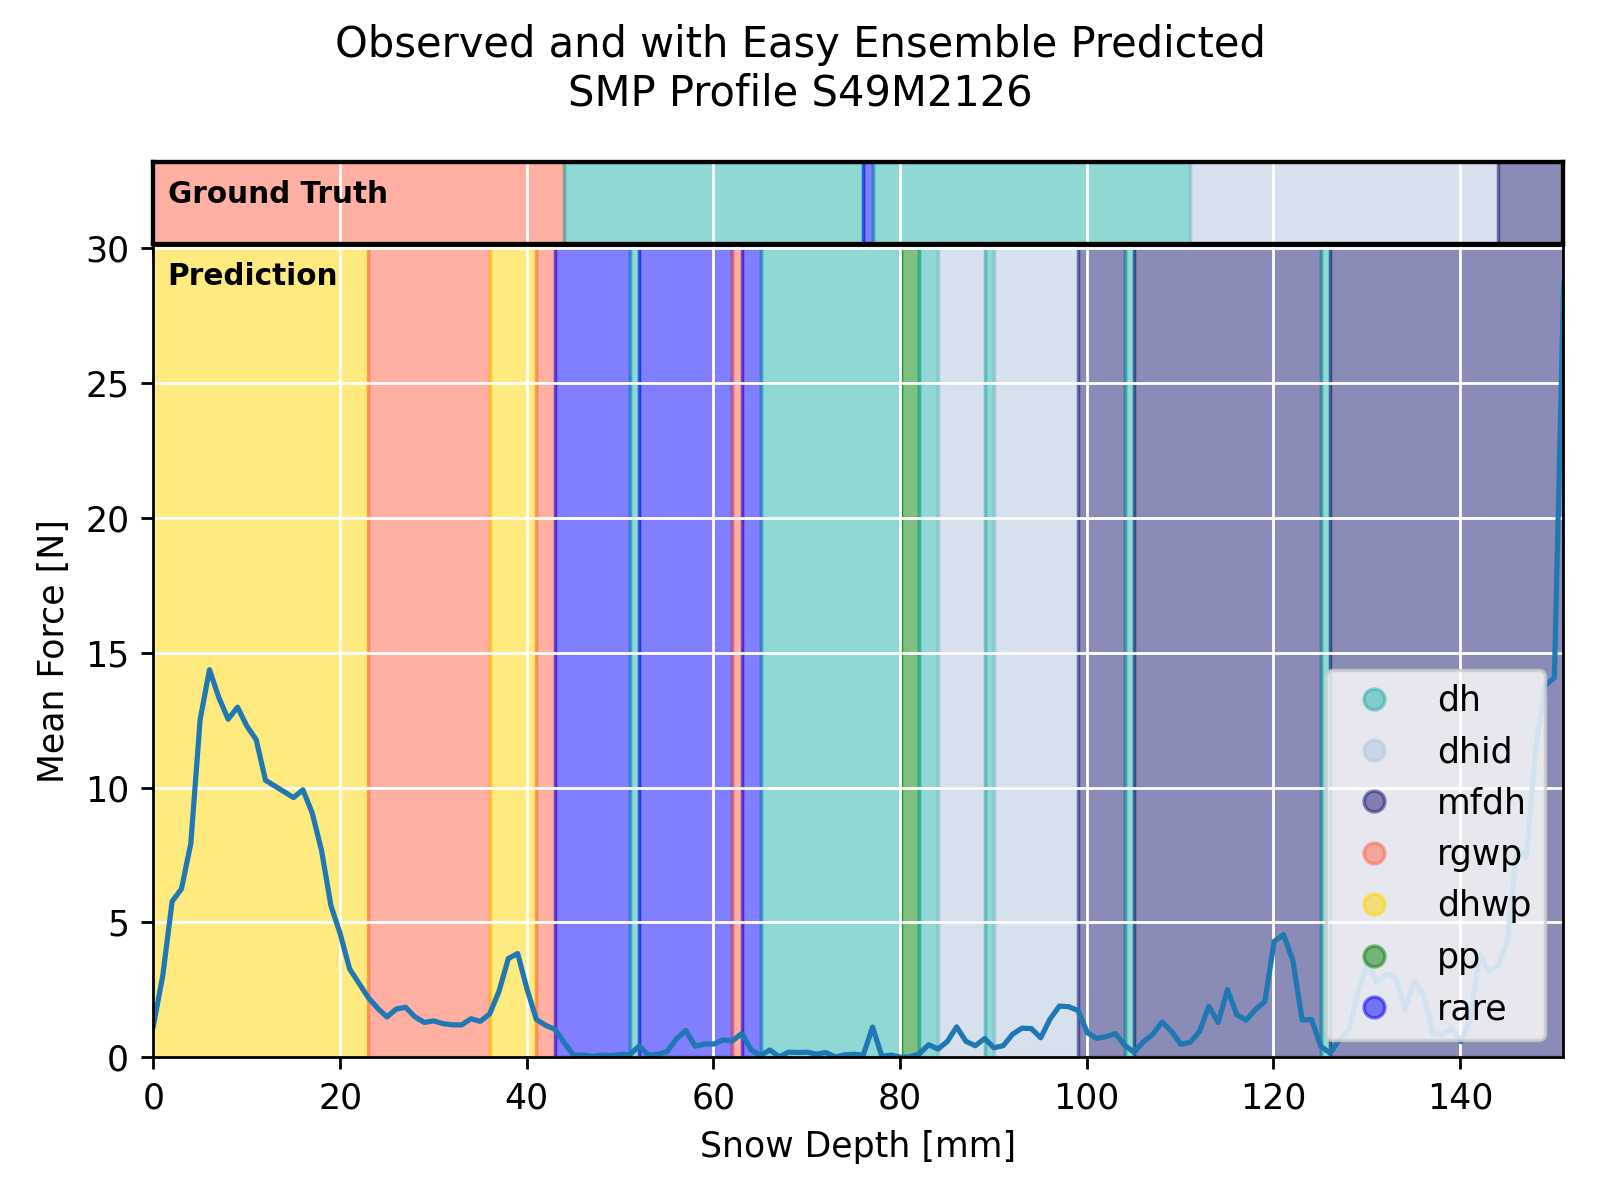 Observed and with Easy Ensemble Predicted
SMP Profile S49M2126
Ground Truth
Prediction
30
25
20
15
10
5
0
Mean Force [N]
0 20 40 60 80 100 120 140
Snow Depth [mm]
dh
dhid
mfdh
rgwp
dhwp
pp
rare